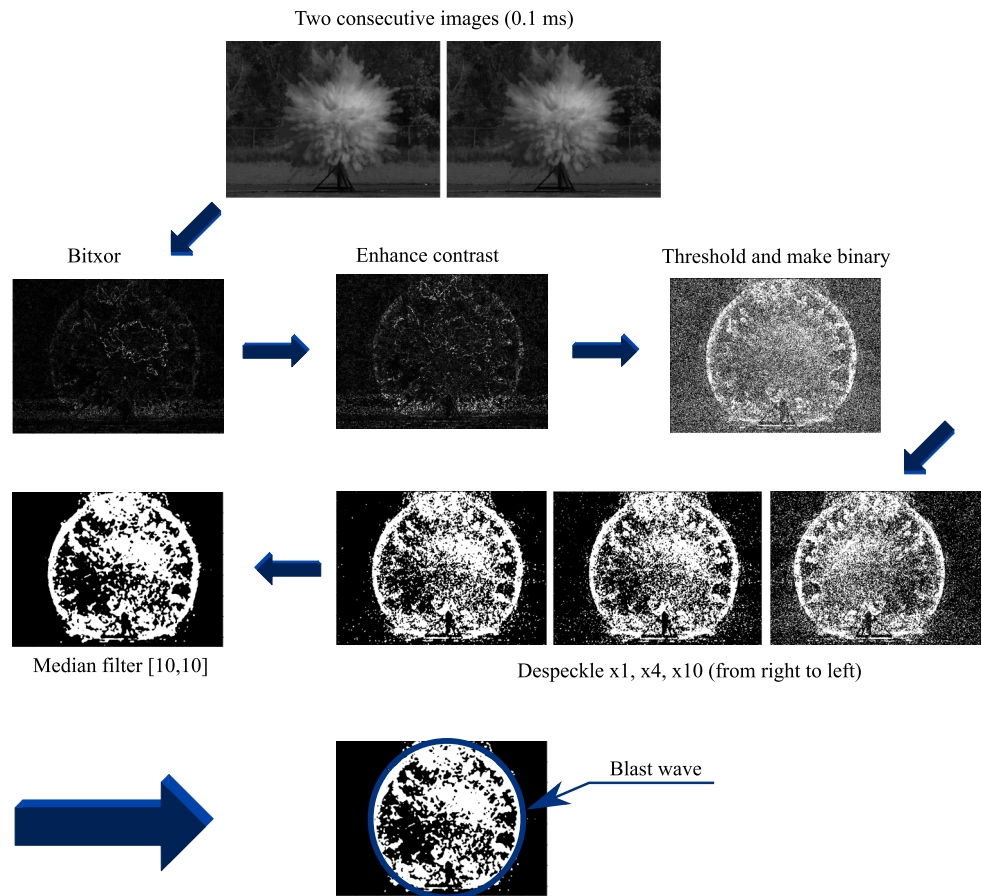 Two consecutive images (0.1 ms)
Bitxor
Enhance contrast
Threshold and make binary
Median filter [10,10]
Despeckle x1, x4, x10 (from right to left)
Blast wave